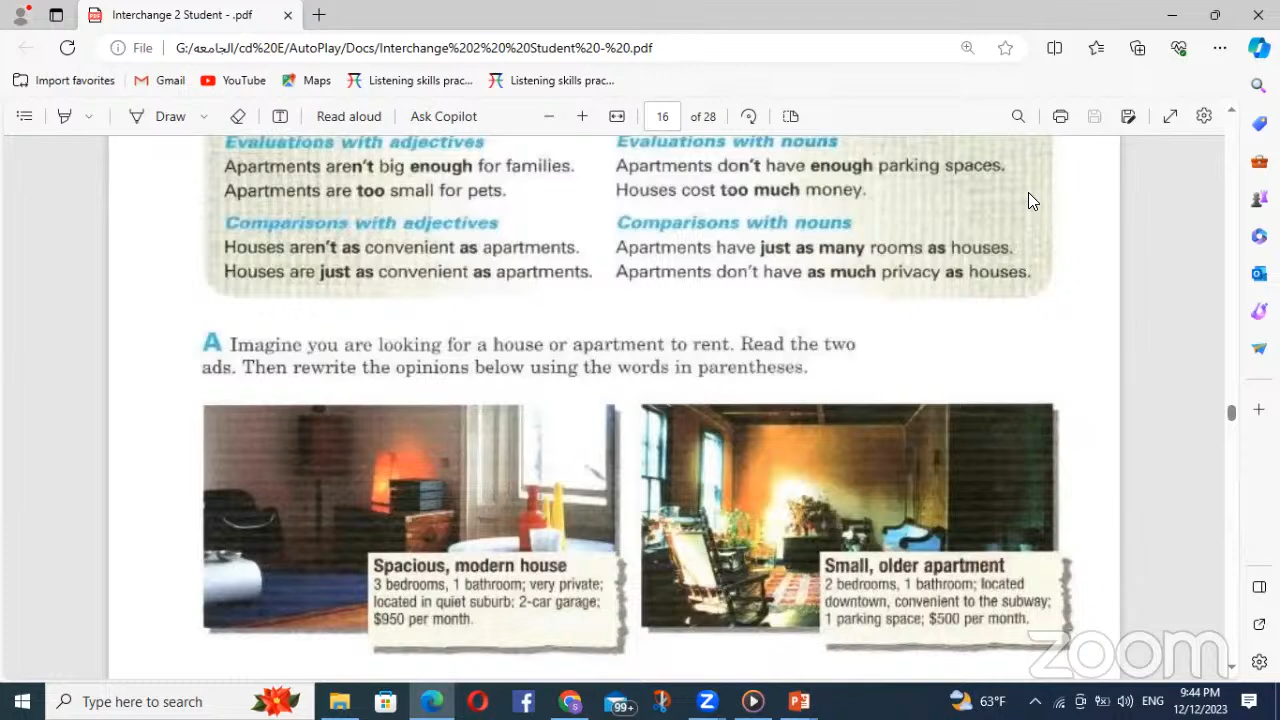 Interchange 2 Student - .pdf
File
G:/الجامعه/cd%20E/AutoPlay/Docs/Interchange%202%20%20Student%20-%20.pdf
Import favorites
Gmail
YouTube
Maps
Listening skills prac...
Listening skills prac...
Draw
Read aloud
Ask Copilot
16
of 28
Evaluations with adjectives
Apartments aren't big enough for families.
Apartments are too small for pets.
Evaluations with nouns
Apartments don't have enough parking spaces.
Houses cost too much money.
Comparisons with adjectives
Houses aren't as convenient as apartments.
Houses are just as convenient as apartments.
Comparisons with nouns
Apartments have just as many rooms as houses.
Apartments don't have as much privacy as houses.
A Imagine you are looking for a house or apartment to rent. Read the two
ads. Then rewrite the opinions below using the words in parentheses.
Spacious, modern house
3 bedrooms, 1 bathroom; very private;
located in quiet suburb; 2-car garage;
$950 per month.
Small, older apartment
2 bedrooms, 1 bathroom; located
downtown, convenient to the subway;
1 parking space; $500 per month.
zoom
Type here to search
99+
63°F
ENG
9:44 PM
12/12/2023